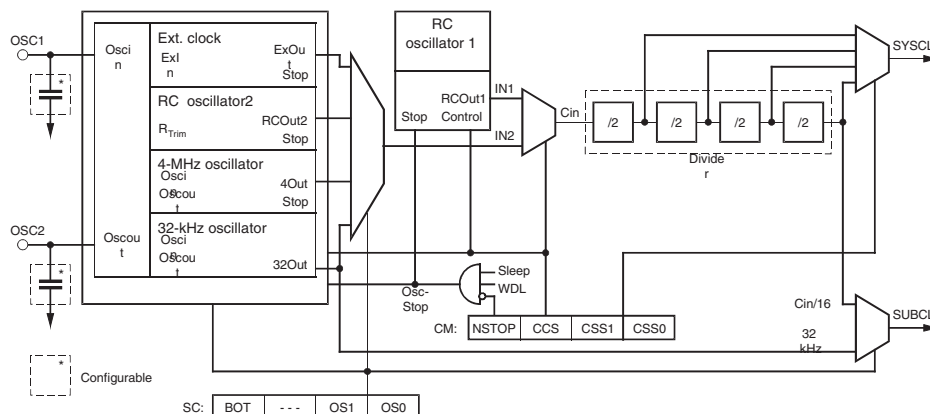 OSC1
Osci
n
Ext. clock
ExI
n
ExOu
t
Stop
RC oscillator2
RTrim
RCOut2
Stop
4-MHz oscillator
Osci
n
Oscou
t
4Out
Stop
32-kHz oscillator
Osci
n
Oscou
t
32Out
OSC2
Oscou
t
*
*
*
Configurable
RC
oscillator 1
RCOut1
Stop
Control
IN1
IN2
Cin
/2
/2
/2
/2
Divide
r
SYSCL
Osc-
Stop
Sleep
WDL
CM:
NSTOP
CCS
CSS1
CSS0
Cin/16
32
kHz
SUBCL
SC:
BOT
- - -
OS1
OS0